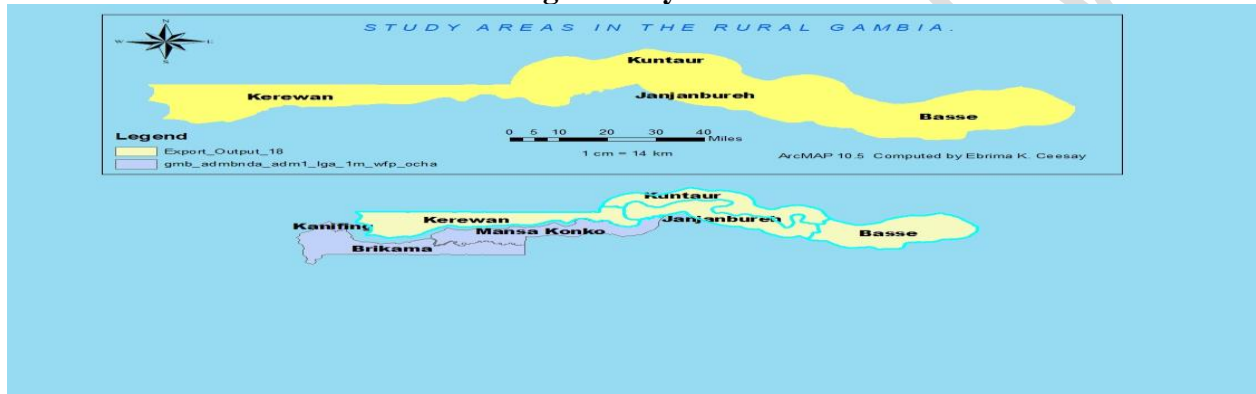 STUDY AREAS IN THE RURAL GAMBIA.
N
W E
S
Kuntaur
Kerewan
Janjanbureh
Basse
Legend
Export_Output_18
gmb_admbnda_adm1_lga_1m_wfp_ocha
0 5 10 20 30 40
Miles
1 cm = 14 km
ArcMAP 10.5 Computed by Ebrima K. Ceesay
Kuntaur
Kerewan
Janjanbureh
Kanifing
Mansa Konko
Basse
Brikama